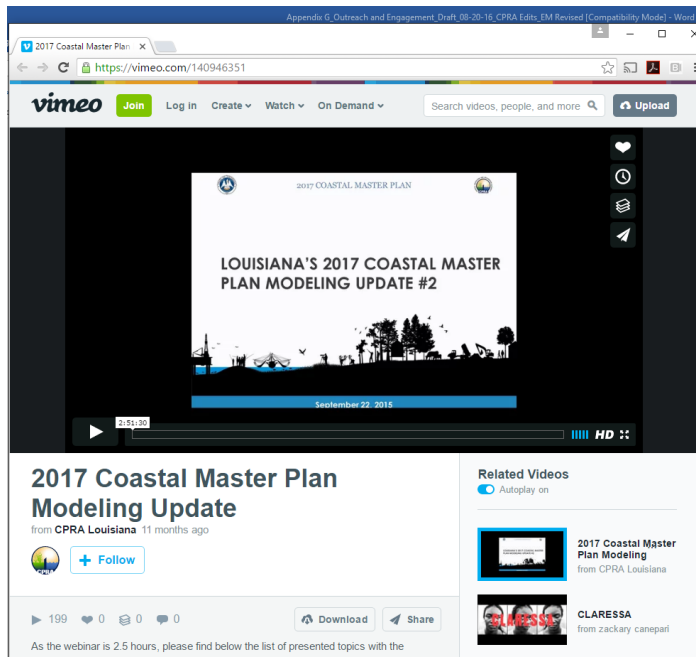 Appendix G_Outreach and Engagement_Draft_08-20-16_CPRA Edits_EM Revised [Compatibility Mode] - Word
2017 Coastal Master Plan
https://vimeo.com/140946351
vimeo Join Log in Create Watch On Demand Search videos, people, and more Upload
2017 COASTAL MASTER PLAN
LOUISIANA'S 2017 COASTAL MASTER
PLAN MODELING UPDATE #2
September 22, 2015
2:51:30
HD
2017 Coastal Master Plan
Modeling Update
from CPRA Louisiana 11 months ago
CPRA
+ Follow
199 0 0 0 Download Share
As the webinar is 2.5 hours, please find below the list of presented topics with the
Related Videos
Autoplay on
2017 Coastal Master
Plan Modeling
from CPRA Louisiana
CLARESSA
CLARESSA
from zackary canepari